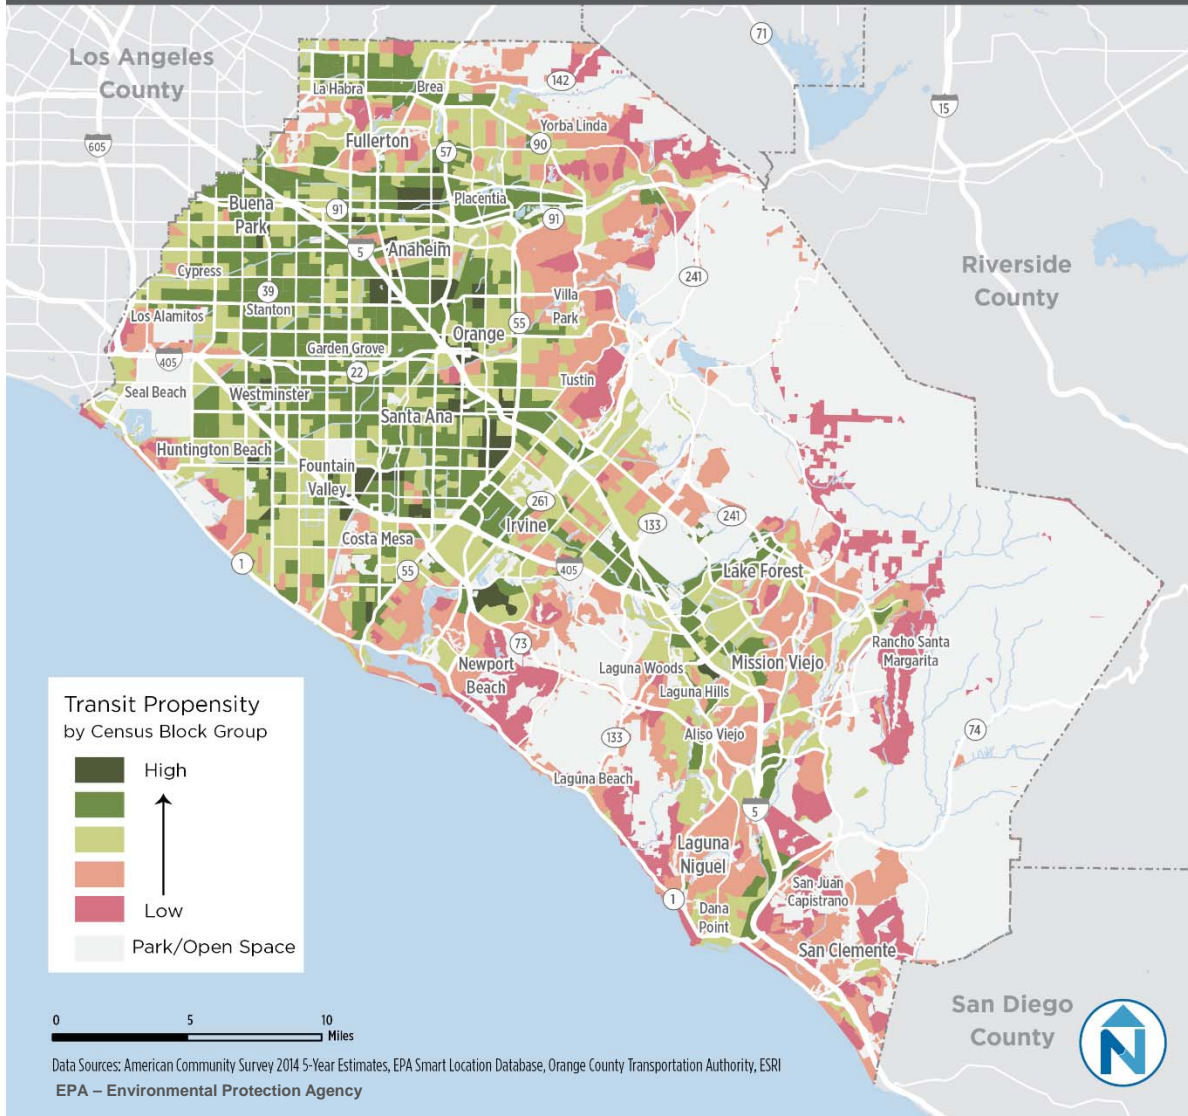 Los Angeles
County
71
142
15
605
La Habra
Brea
Yorba Linda
Fullerton
57
90
Buena
Park
91
Placentia
91
5
Anaheim
Riverside
County
Cypress
241
39
Stanton
Villa
Park
Los Alamitos
Orange
55
Garden Grove
405
22
Tustin
Seal Beach
Westminster
Santa Ana
Huntington Beach
Fountain
Valley
261
Irvine
133
241
Costa Mesa
1
55
405
Lake Forest
73
Rancho Santa
Margarita
Newport
Beach
Laguna Woods
Mission Viejo
Laguna Hills
133
Aliso Viejo
74
Laguna Beach
5
Laguna
Niguel
San Juan
Capistrano
1
Dana
Point
San Clemente
San Diego
County
Transit Propensity
by Census Block Group
High
Low
Park/Open Space
0 5 10
Miles
N
Data Sources: American Community Survey 2014 5-Year Estimates, EPA Smart Location Database, Orange County Transportation Authority, ESRI
EPA – Environmental Protection Agency